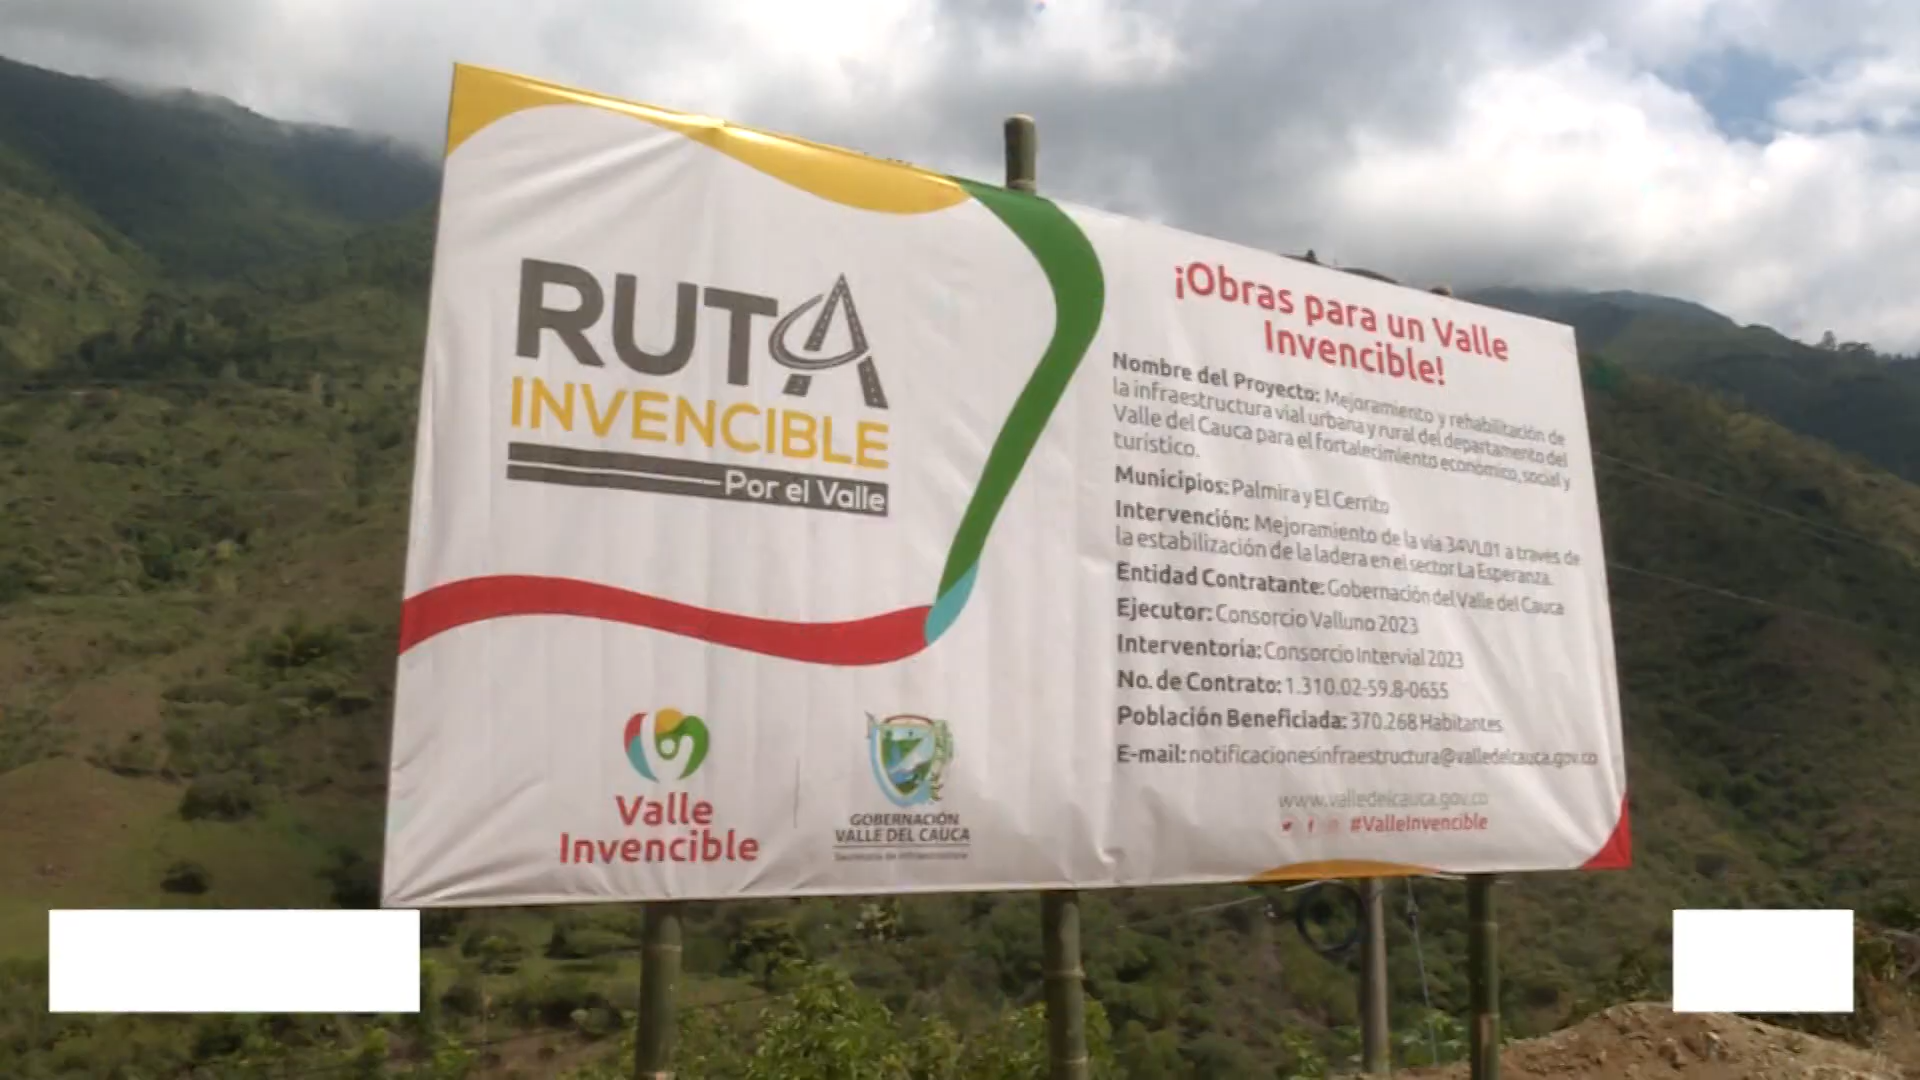 RUTA
INVENCIBLE
Por el Valle
Valle
Invencible
GOBERNACIÓN
VALLE DEL CAUCA
Secretaría de Infraestructura
¡Obras para un Valle
Invencible!
Nombre del Proyecto: Mejoramiento y rehabilitación de
la infraestructura vial urbana y rural del departamento del
Valle del Cauca para el fortalecimiento económico, social y
turístico.
Municipios: Palmira y El Cerrito
Intervención: Mejoramiento de la vía 34VL01 a través de
la estabilización de la ladera en el sector La Esperanza.
Entidad Contratante: Gobernación del Valle del Cauca
Ejecutor: Consorcio Valluno 2023
Interventoria: Consorcio Intervial 2023
No. de Contrato: 1.310.02-59.8-0655
Población Beneficiada: 370.268 Habitantes
E-mail: notificacionesinfraestructura@valledelcauca.gov.co
www.valledelcauca.gov.co
#ValleInvencible